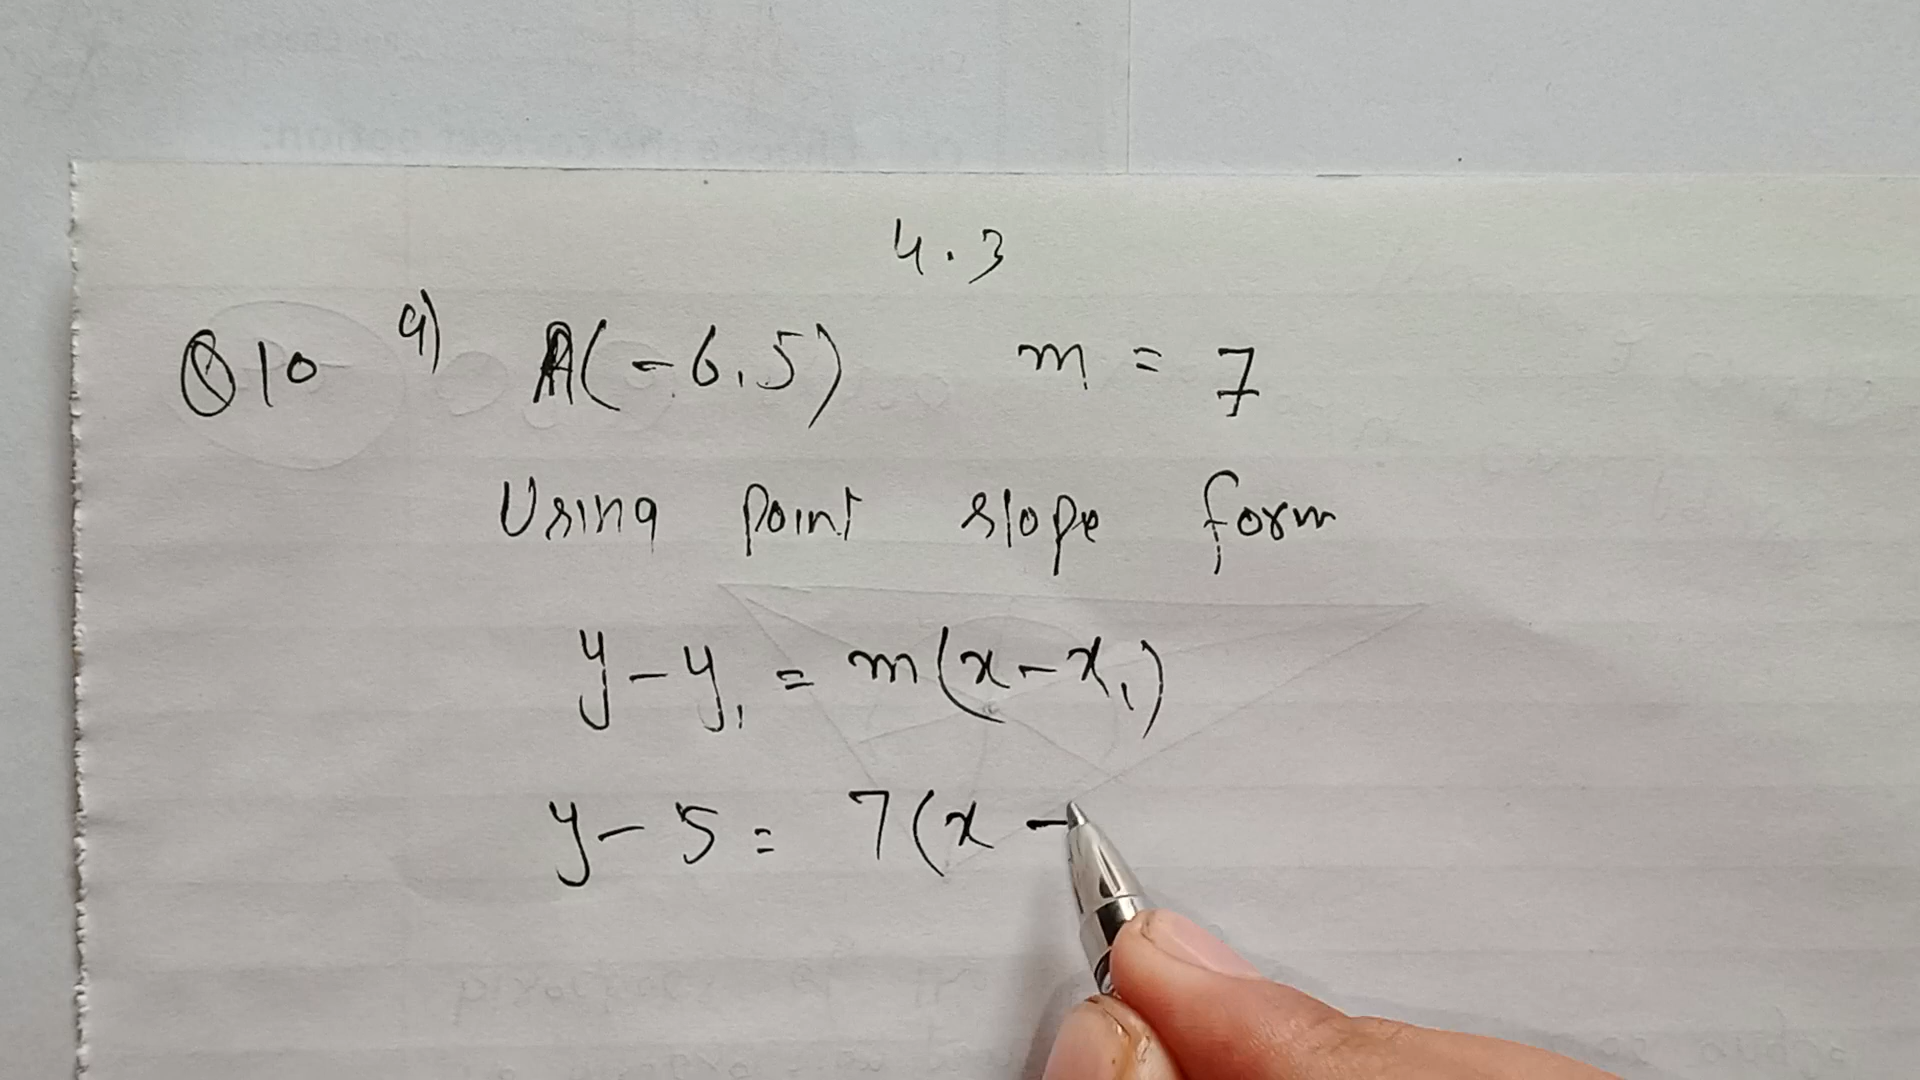 4.3
Q10 a) A(-6,5) m = 7
Using point slope form
y-y₁ = m(x-x₁)
y-5 = 7(x-